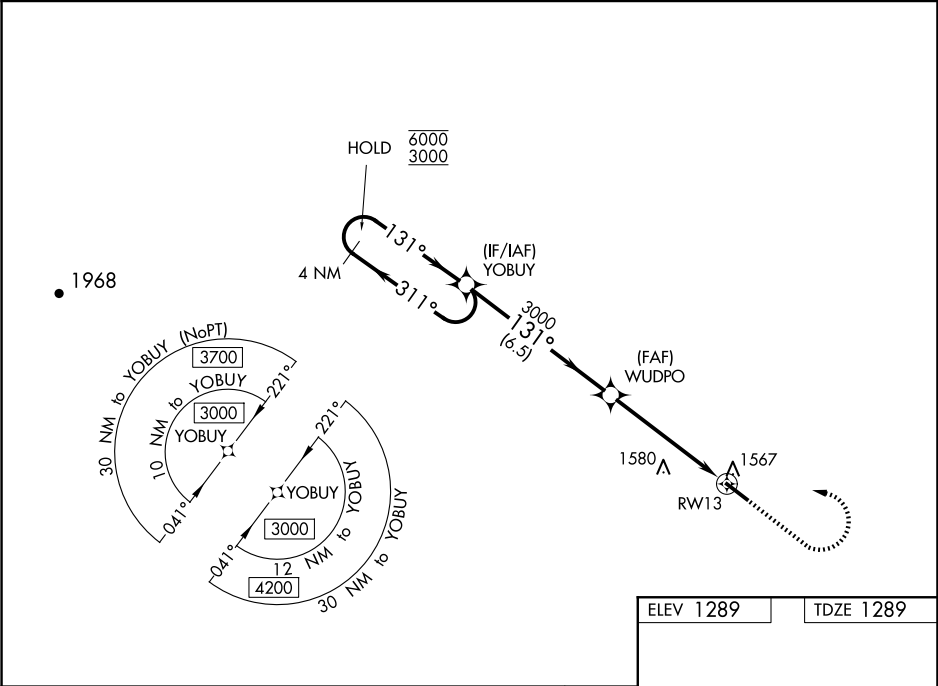 HOLD
6000
3000
131°
(IF/IAF)
YOBUY
4 NM
311°
1968
3000
131°
(6.5)
(FAF)
WUDPO
30 NM to YOBUY (NoPT)
3700
221°
10 NM to YOBUY
3000
YOBUY
041°
221°
YOBUY
3000
041°
12 NM to YOBUY
4200
30 NM to YOBUY
1580
1567
RW13
ELEV 1289
TDZE 1289